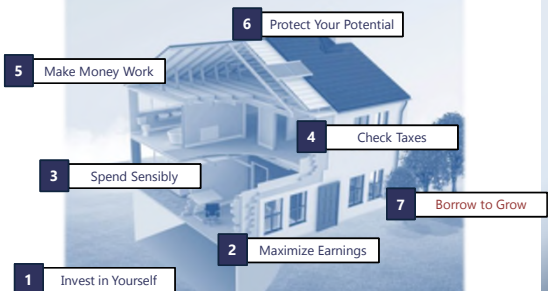 6 Protect Your Potential
5 Make Money Work
4 Check Taxes
3 Spend Sensibly
7 Borrow to Grow
2 Maximize Earnings
1 Invest in Yourself